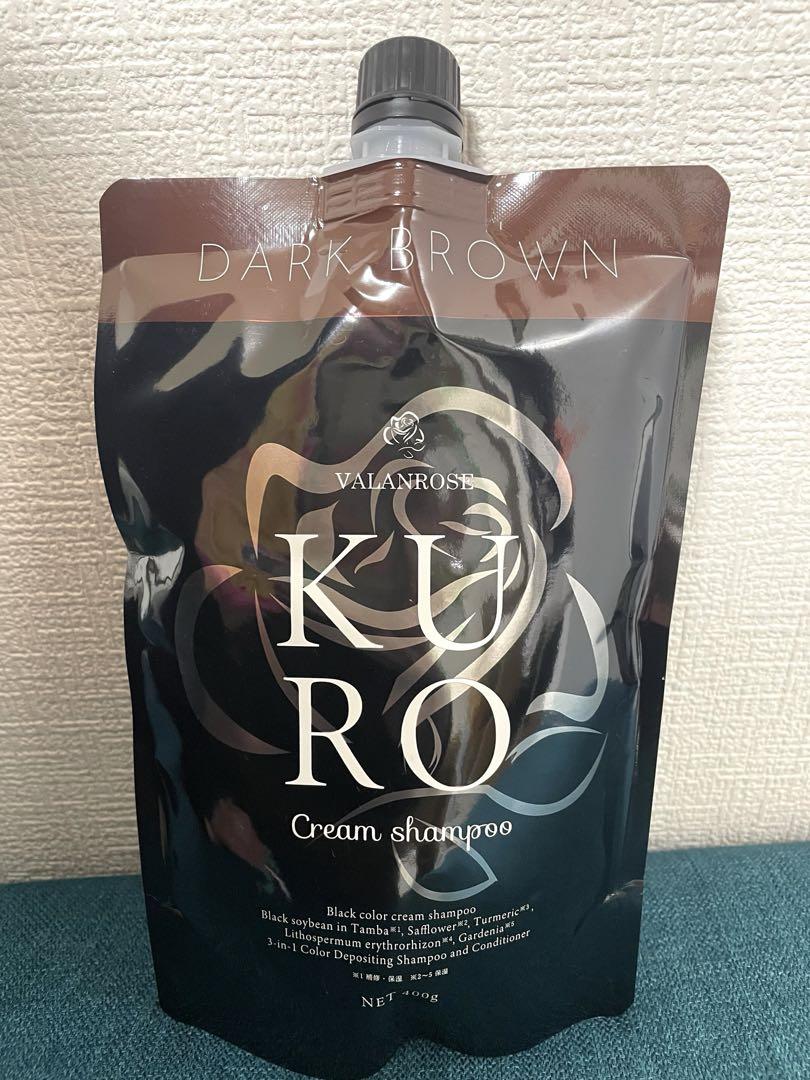 DARK BROWN
VALANROSE
KU
RO
Cream shampoo
Black color cream shampoo
Black soybean in Tamba※1, Safflower※2, Turmeric※3,
Lithospermum erythrorhizon※4, Gardenia※5
3-in-1 Color Depositing Shampoo and Conditioner
※1 補修・保湿 ※2〜5 保湿
NET 400g